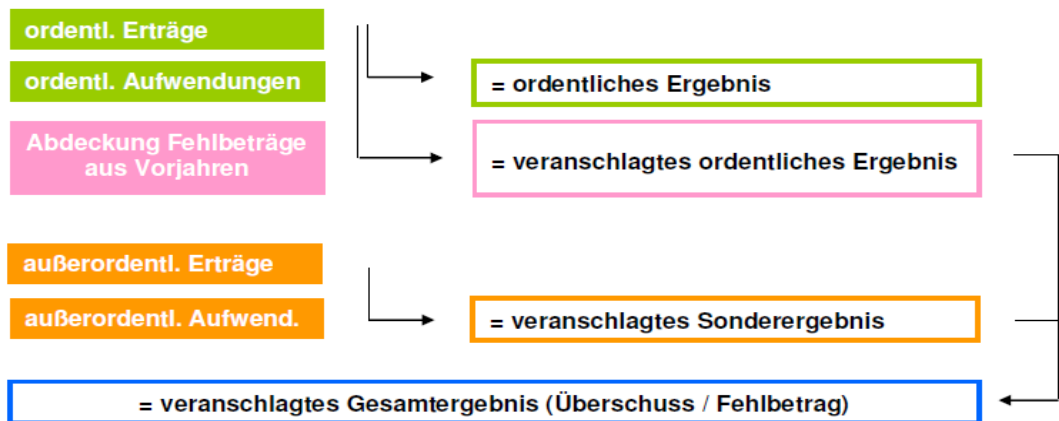 ordentl. Erträge
ordentl. Aufwendungen
= ordentliches Ergebnis
Abdeckung Fehlbeträge
aus Vorjahren
= veranschlagtes ordentliches Ergebnis
außerordentl. Erträge
außerordentl. Aufwend.
= veranschlagtes Sonderergebnis
= veranschlagtes Gesamtergebnis (Überschuss / Fehlbetrag)